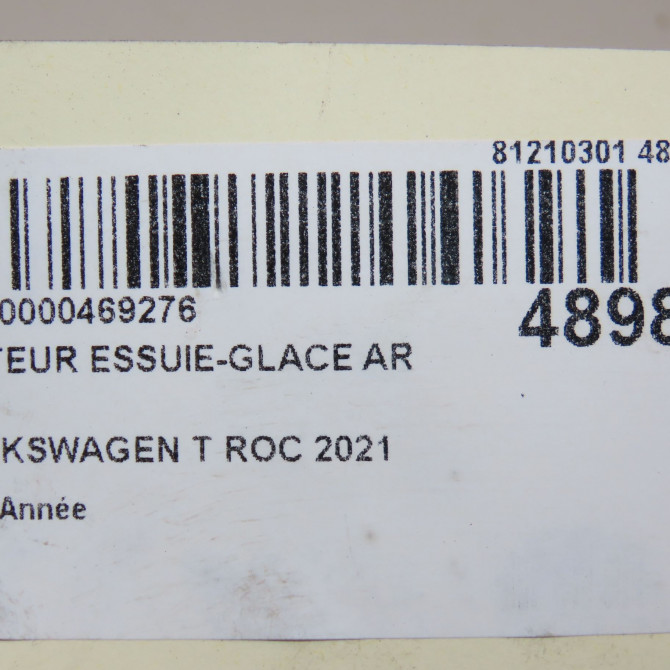 81210301 48
0000469276
4898
TEUR ESSUIE-GLACE AR
KSWAGEN T ROC 2021
Année